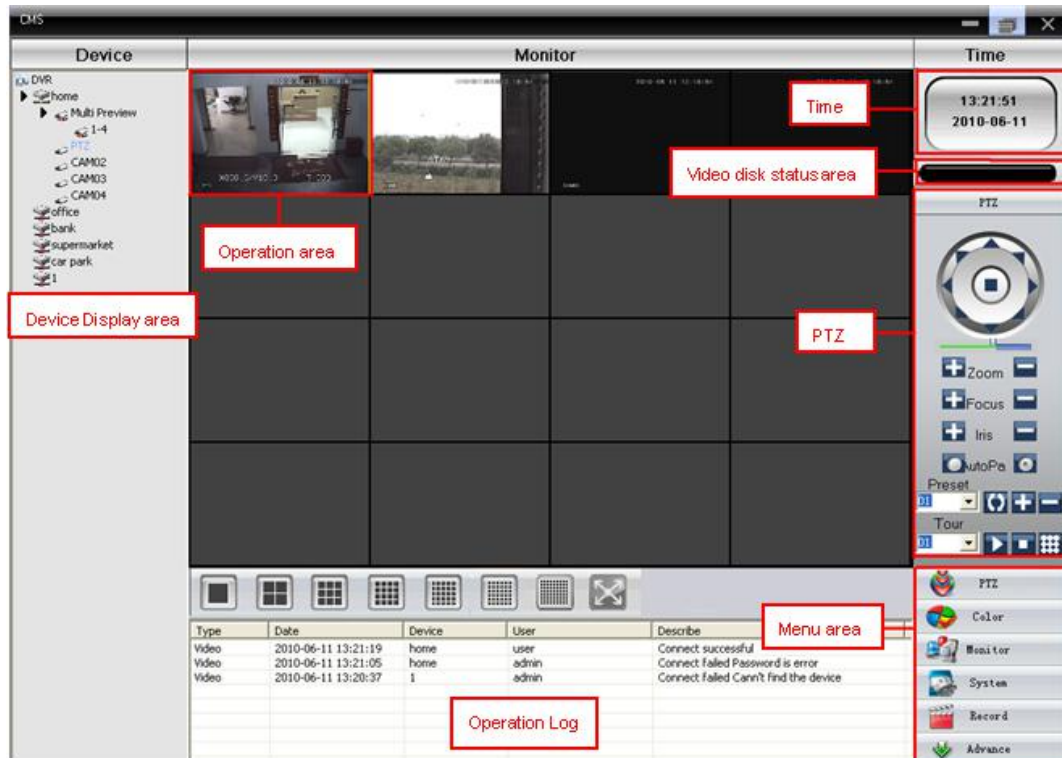 CMS
Device
Monitor
Time
DVR
home
Multi Preview
1-4
PTZ
CAM02
CAM03
CAM04
office
bank
supermarket
car park
1
Device Display area
Operation area
Time
13:21:51
2010-06-11
Video disk status area
PTZ
PTZ
Zoom
Focus
Iris
AutoPa
Preset
01
Tour
01
Menu area
PTZ
Color
Monitor
System
Record
Advance
Type Date Device User Describe
Video 2010-06-11 13:21:19 home user Connect successful
Video 2010-06-11 13:21:05 home admin Connect failed Password is error
Video 2010-06-11 13:20:37 1 admin Connect failed Cann't find the device
Operation Log